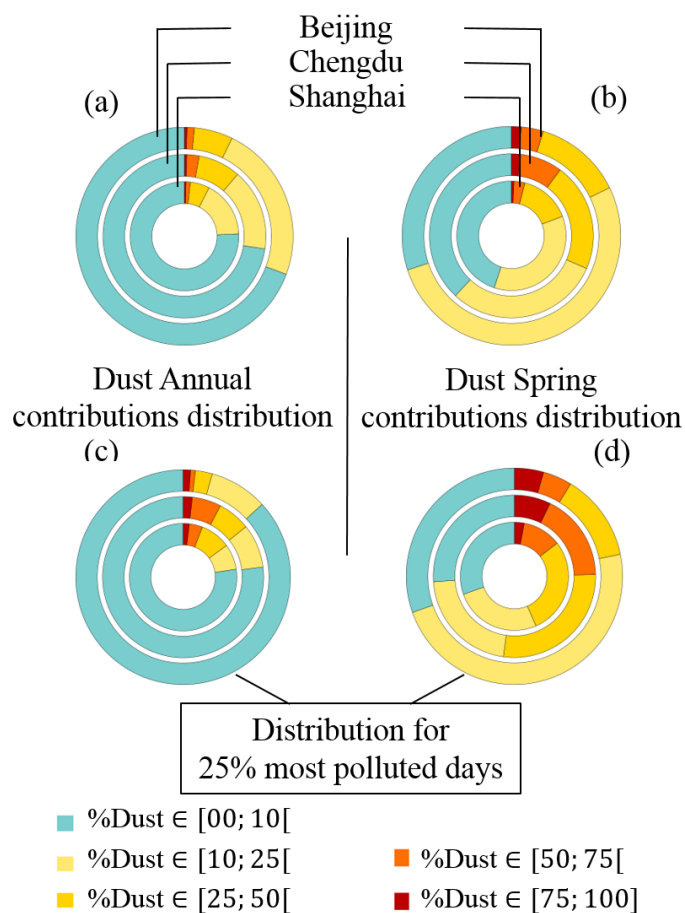 Beijing
Chengdu
Shanghai
(a)
(b)
Dust Annual
contributions distribution
Dust Spring
contributions distribution
(c)
(d)
Distribution for
25% most polluted days
%Dust ∈ [00; 10[
%Dust ∈ [10; 25[
%Dust ∈ [25; 50[
%Dust ∈ [50; 75[
%Dust ∈ [75; 100]